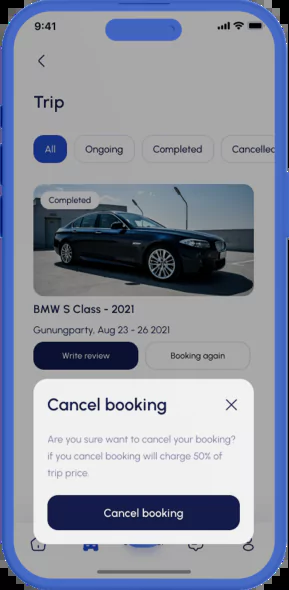 9:41
Trip
All Ongoing Completed Cancelled
Completed
BMW S Class - 2021
Gunungparty, Aug 23 - 26 2021
Write review Booking again
Cancel booking
Are you sure want to cancel your booking?
if you cancel booking will charge 50% of
trip price.
Cancel booking